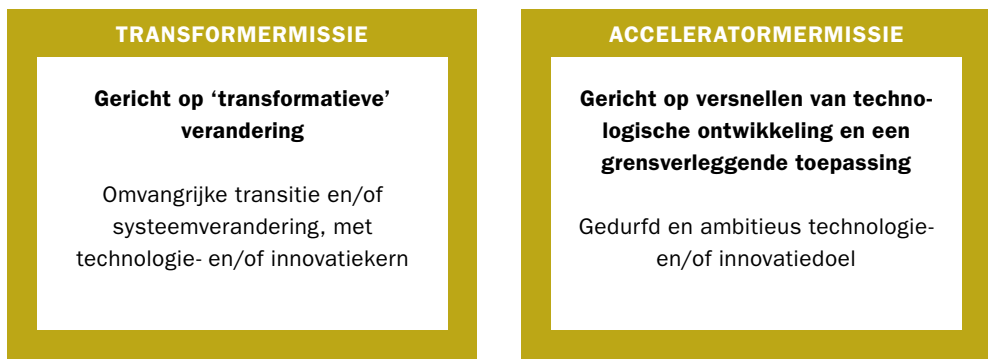 TRANSFORMERMISSIE
Gericht op ‘transformatieve’
verandering
Omvangrijke transitie en/of
systeemverandering, met
technologie- en/of innovatiekern
ACCELERATORMERMISSIE
Gericht op versnellen van techno-
logische ontwikkeling en een
grensverleggende toepassing
Gedurfd en ambitieus technologie-
en/of innovatiedoel